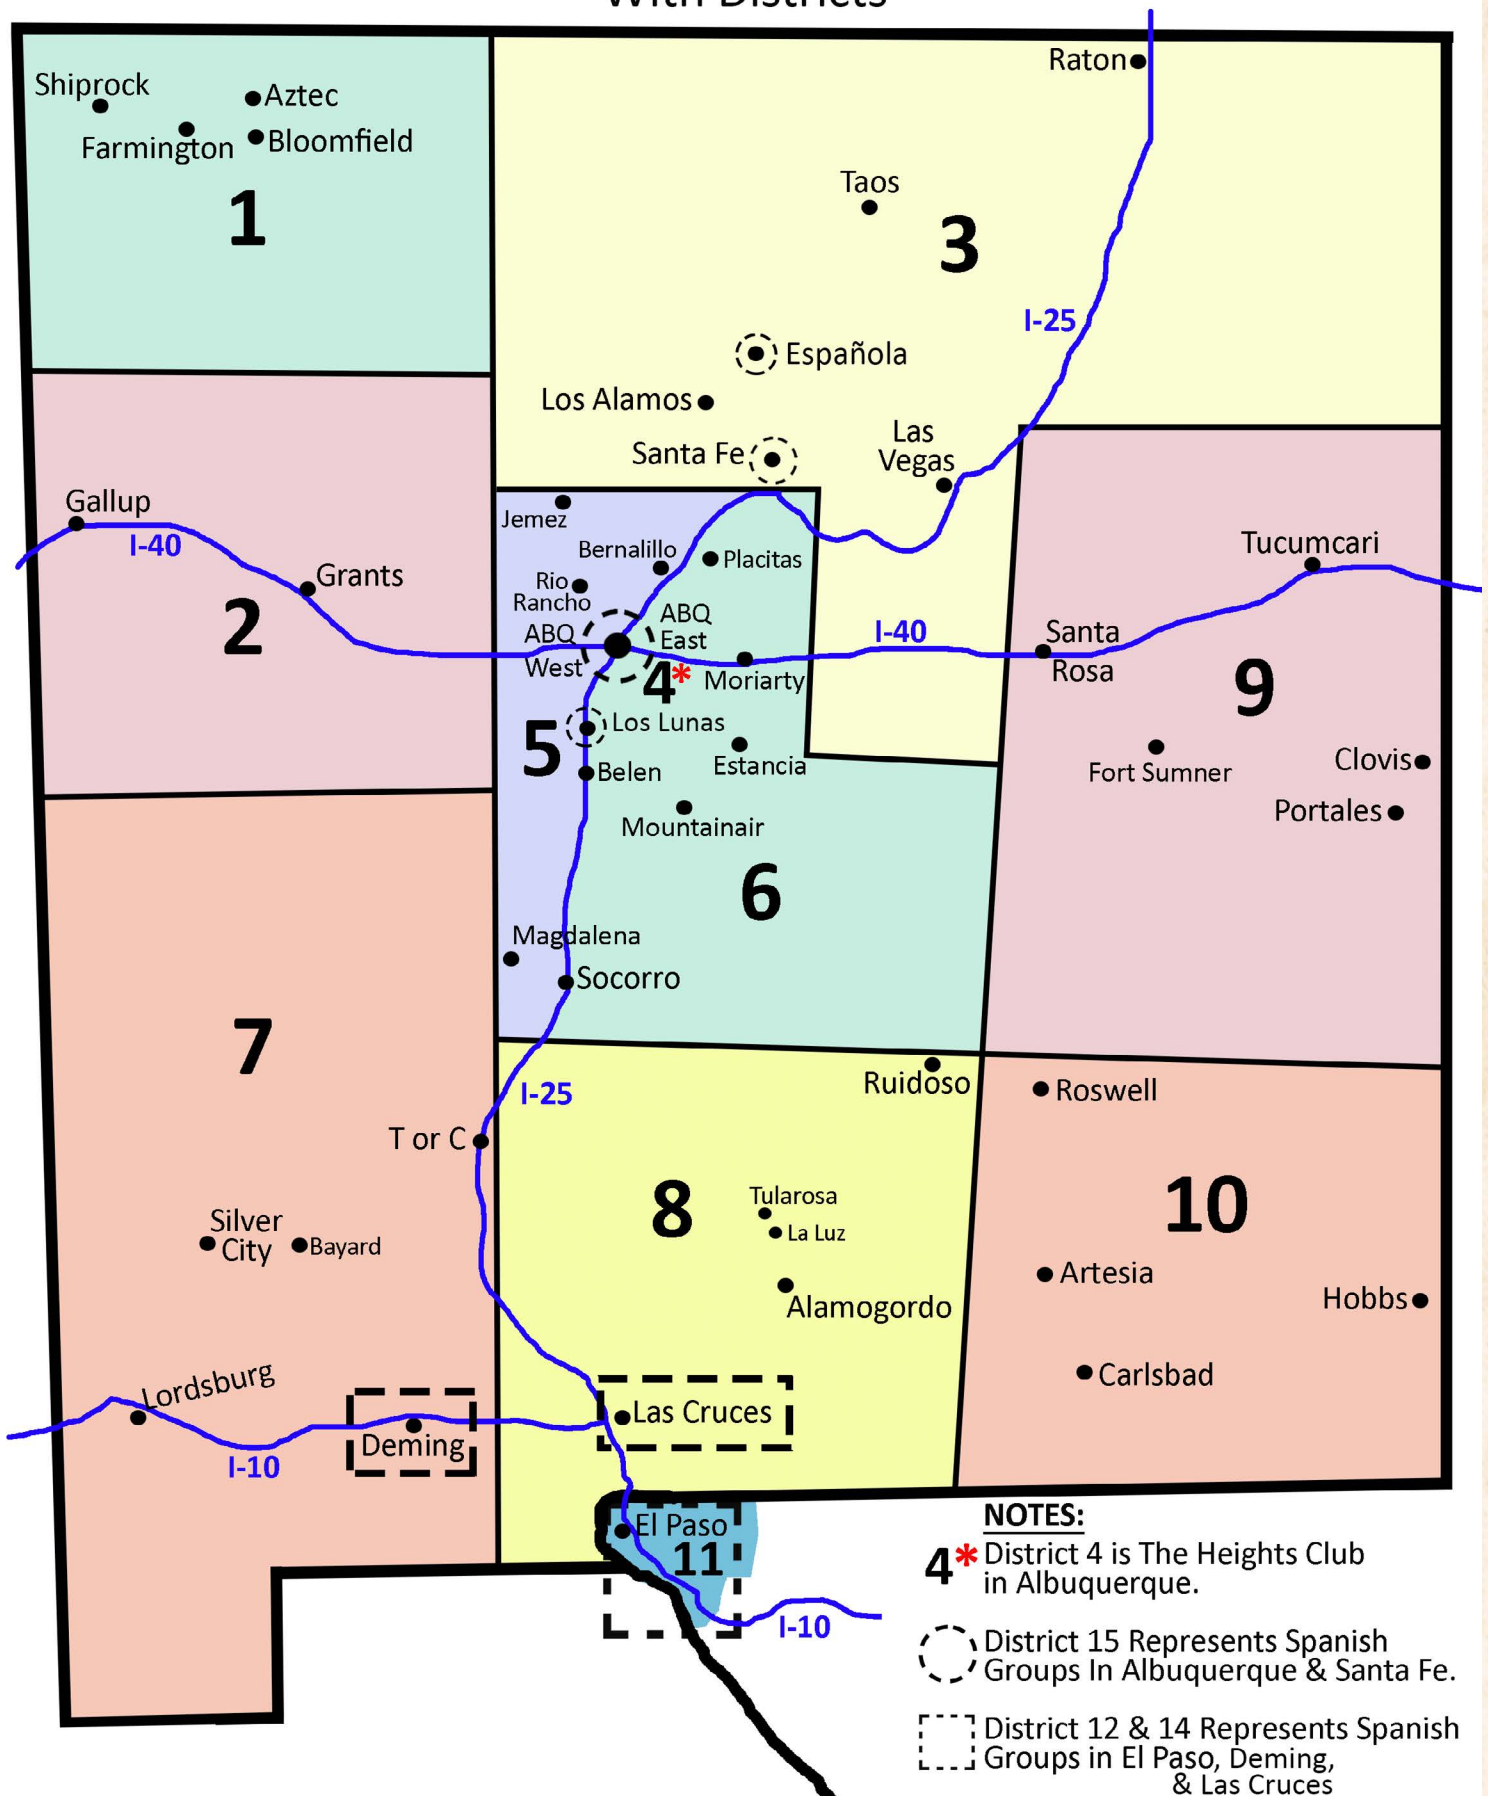 With Districts
Raton
Shiprock
Aztec
Farmington
Bloomfield
1
Taos
3
I-25
Española
Los Alamos
Santa Fe
Las
Vegas
Gallup
I-40
Grants
2
Jemez
Bernalillo
Placitas
Rio
Rancho
ABQ
West
ABQ
East
4*
Moriarty
I-40
Tucumcari
Santa
Rosa
9
5
Los Lunas
Estancia
Belen
Mountainair
Fort Sumner
Clovis
Portales
6
Magdalena
Socorro
7
I-25
Ruidoso
Roswell
T or C
8
Tularosa
La Luz
10
Silver
City
Bayard
Alamogordo
Artesia
Hobbs
Carlsbad
Lordsburg
Deming
I-10
Las Cruces
El Paso
11
I-10
NOTES:
4* District 4 is The Heights Club
in Albuquerque.
District 15 Represents Spanish
Groups In Albuquerque & Santa Fe.
District 12 & 14 Represents Spanish
Groups in El Paso, Deming,
& Las Cruces